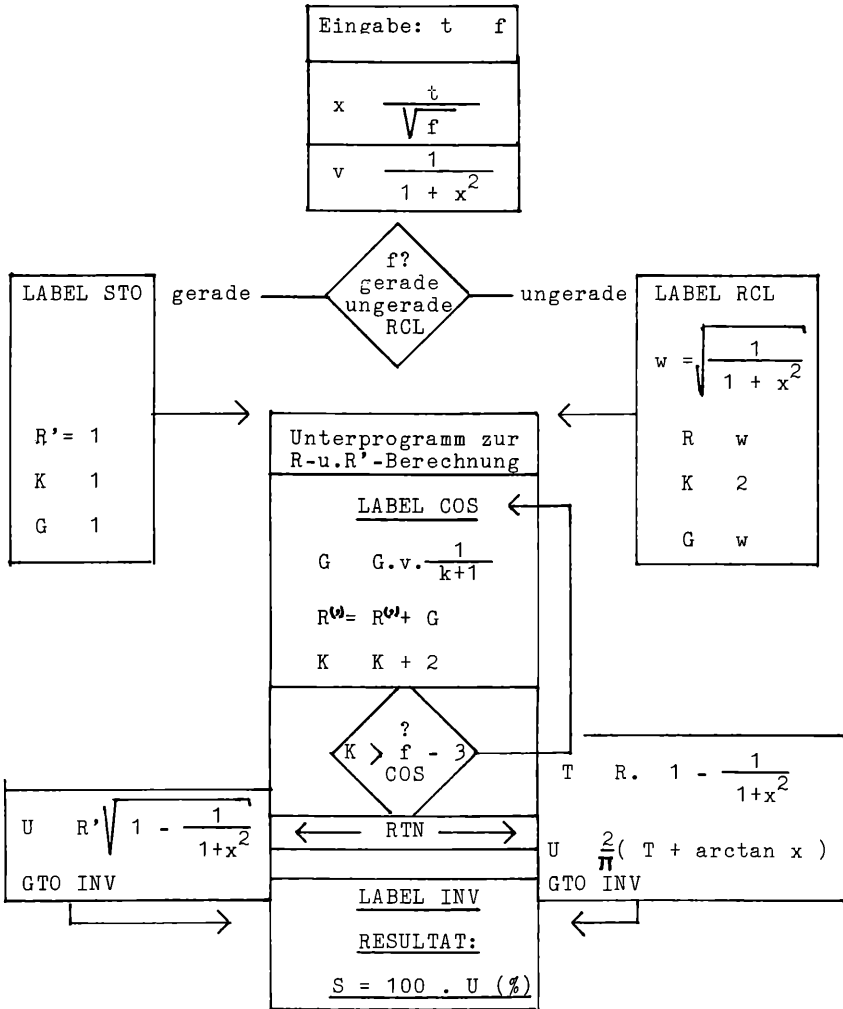 Eingabe: t f
x t / √f
v 1 / 1 + x²
f?
gerade
ungerade
RCL
gerade
ungerade
LABEL STO
R'= 1
K 1
G 1
LABEL RCL
w = √ 1 / 1 + x²
R w
K 2
G w
Unterprogramm zur
R-u.R'-Berechnung
LABEL COS
G G.v. 1 / k+1
R(')= R(')+ G
K K + 2
?
K > f - 3
COS
RTN
U R'√ 1 - 1 / 1+x²
GTO INV
T R. 1 - 1 / 1+x²
U 2/π ( T + arctan x )
GTO INV
LABEL INV
RESULTAT:
S = 100 . U (%)